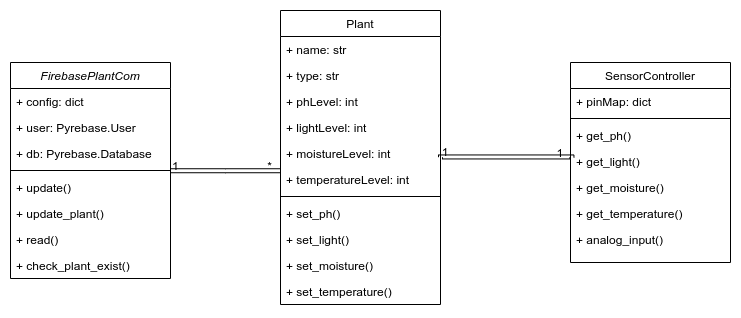 FirebasePlantCom
+ config: dict
+ user: Pyrebase.User
+ db: Pyrebase.Database
+ update()
+ update_plant()
+ read()
+ check_plant_exist()
1
*
Plant
+ name: str
+ type: str
+ phLevel: int
+ lightLevel: int
+ moistureLevel: int
+ temperatureLevel: int
+ set_ph()
+ set_light()
+ set_moisture()
+ set_temperature()
1
1
SensorController
+ pinMap: dict
+ get_ph()
+ get_light()
+ get_moisture()
+ get_temperature()
+ analog_input()